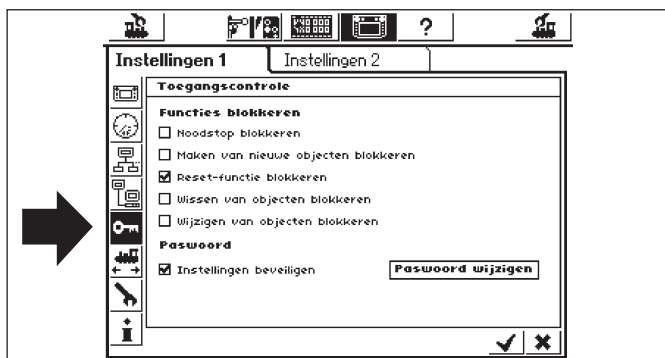 ?
Instellingen 1
Instellingen 2
Toegangscontrole
Functies blokkeren
Noodstop blokkeren
Maken van nieuwe objecten blokkeren
Reset-functie blokkeren
Wissen van objecten blokkeren
Wijzigen van objecten blokkeren
Paswoord
Instellingen beveiligen
Paswoord wijzigen